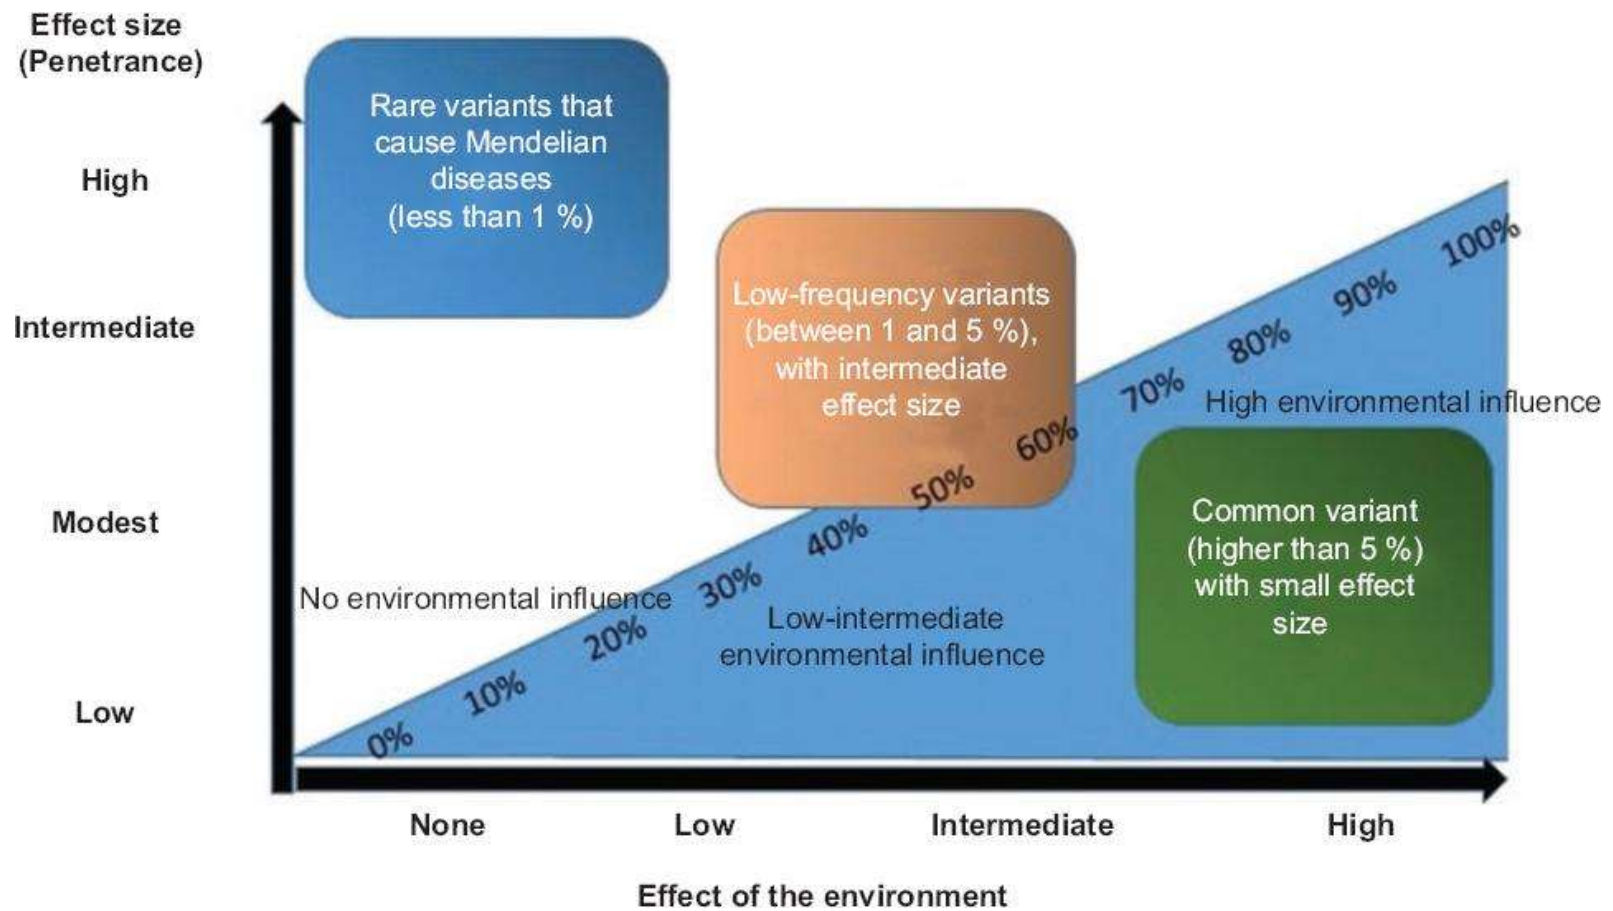 Effect size
(Penetrance)
High
Intermediate
Modest
Low
Rare variants that
cause Mendelian
diseases
(less than 1 %)
Low-frequency variants
(between 1 and 5 %),
with intermediate
effect size
Common variant
(higher than 5 %)
with small effect
size
No environmental influence
Low-intermediate
environmental influence
High environmental influence
0%
10%
20%
30%
40%
50%
60%
70%
80%
90%
100%
None
Low
Intermediate
High
Effect of the environment